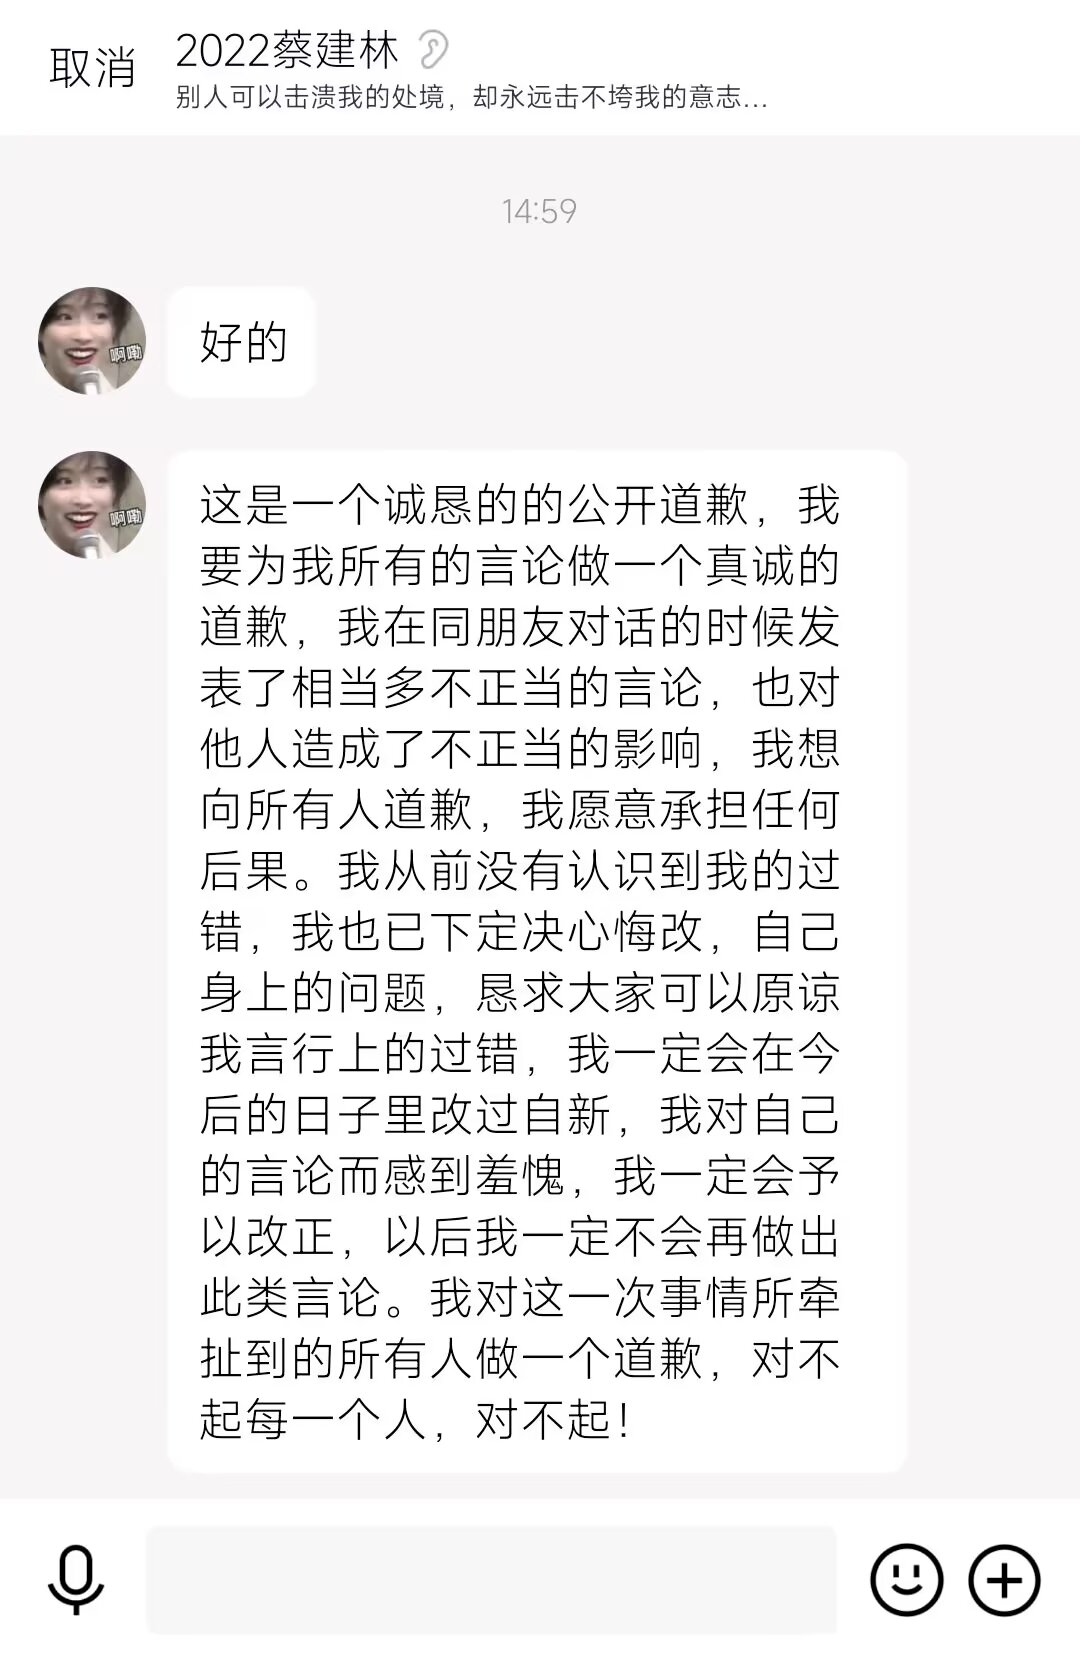 取消
2022蔡建林
别人可以击溃我的处境，却永远击不垮我的意志...
14:59
啊嘞
好的
啊嘞
这是一个诚恳的的公开道歉，我
要为我所有的言论做一个真诚的
道歉，我在同朋友对话的时候发
表了相当多不正当的言论，也对
他人造成了不正当的影响，我想
向所有人道歉，我愿意承担任何
后果。我从前没有认识到我的过
错，我也已下定决心悔改，自己
身上的问题，恳求大家可以原谅
我言行上的过错，我一定会在今
后的日子里改过自新，我对自己
的言论而感到羞愧，我一定会予
以改正，以后我一定不会再做出
此类言论。我对这一次事情所牵
扯到的所有人做一个道歉，对不
起每一个人，对不起！